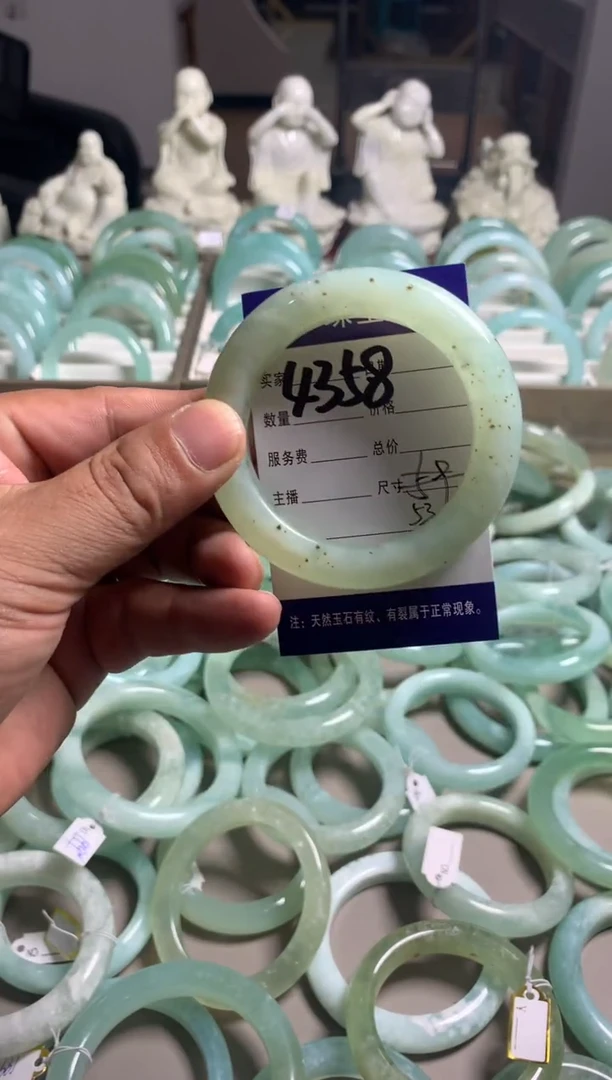 4358
数量 价格
服务费 总价
主播 尺寸
53
注：天然玉石有纹、有裂属于正常现象。